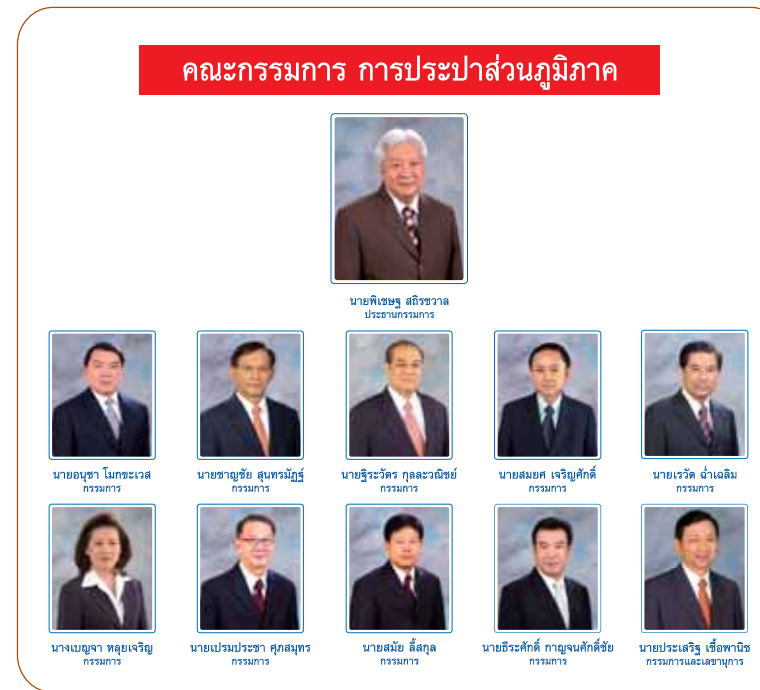 คณะกรรมการ การประปาส่วนภูมิภาค
นายพิเชษฐ สถิรชวาล
ประธานกรรมการ
นายอนุชา โมกขะเวส
กรรมการ
นายชาญชัย สุนทรมัฏฐ์
กรรมการ
นายฐิระวัตร กุลละวณิชย์
กรรมการ
นายสมยศ เจริญศักดิ์
กรรมการ
นายเรวัต ฉ่ำเฉลิม
กรรมการ
นางเบญจา หลุยเจริญ
กรรมการ
นายเปรมประชา ศุภสมุทร
กรรมการ
นายสมัย ลี้สกุล
กรรมการ
นายธีระศักดิ์ กาญจนศักดิ์ชัย
กรรมการ
นายประเสริฐ เชื้อพานิช
กรรมการและเลขานุการ